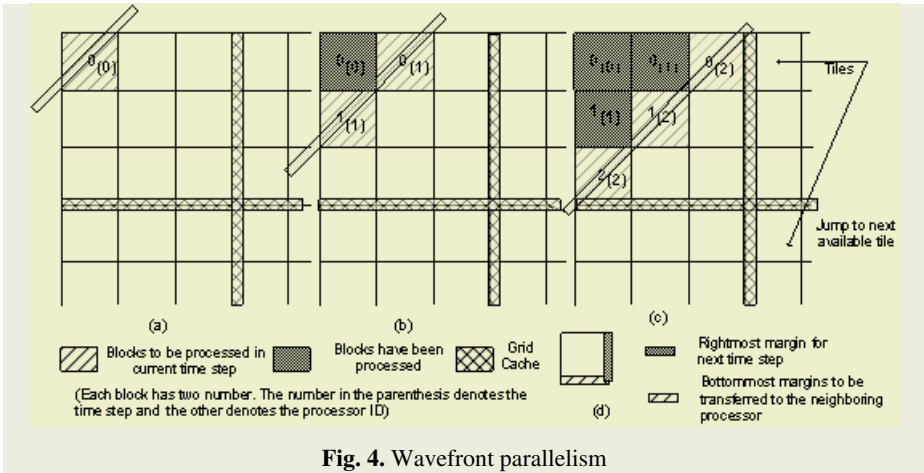 0(0)
0(0) 0(1)
1(1)
0(0) 0(1) 0(2)
1(1) 1(2)
2(2)
Tiles
Jump to next
available tile
(a)
(b)
(c)
Blocks to be processed in
current time step
Blocks have been
processed
Grid
Cache
(d)
Rightmost margin for
next time step
Bottommost margins to be
transferred to the neighboring
processor
(Each block has two number. The number in the parenthesis denotes the
time step and the other denotes the processor ID)
Fig. 4. Wavefront parallelism